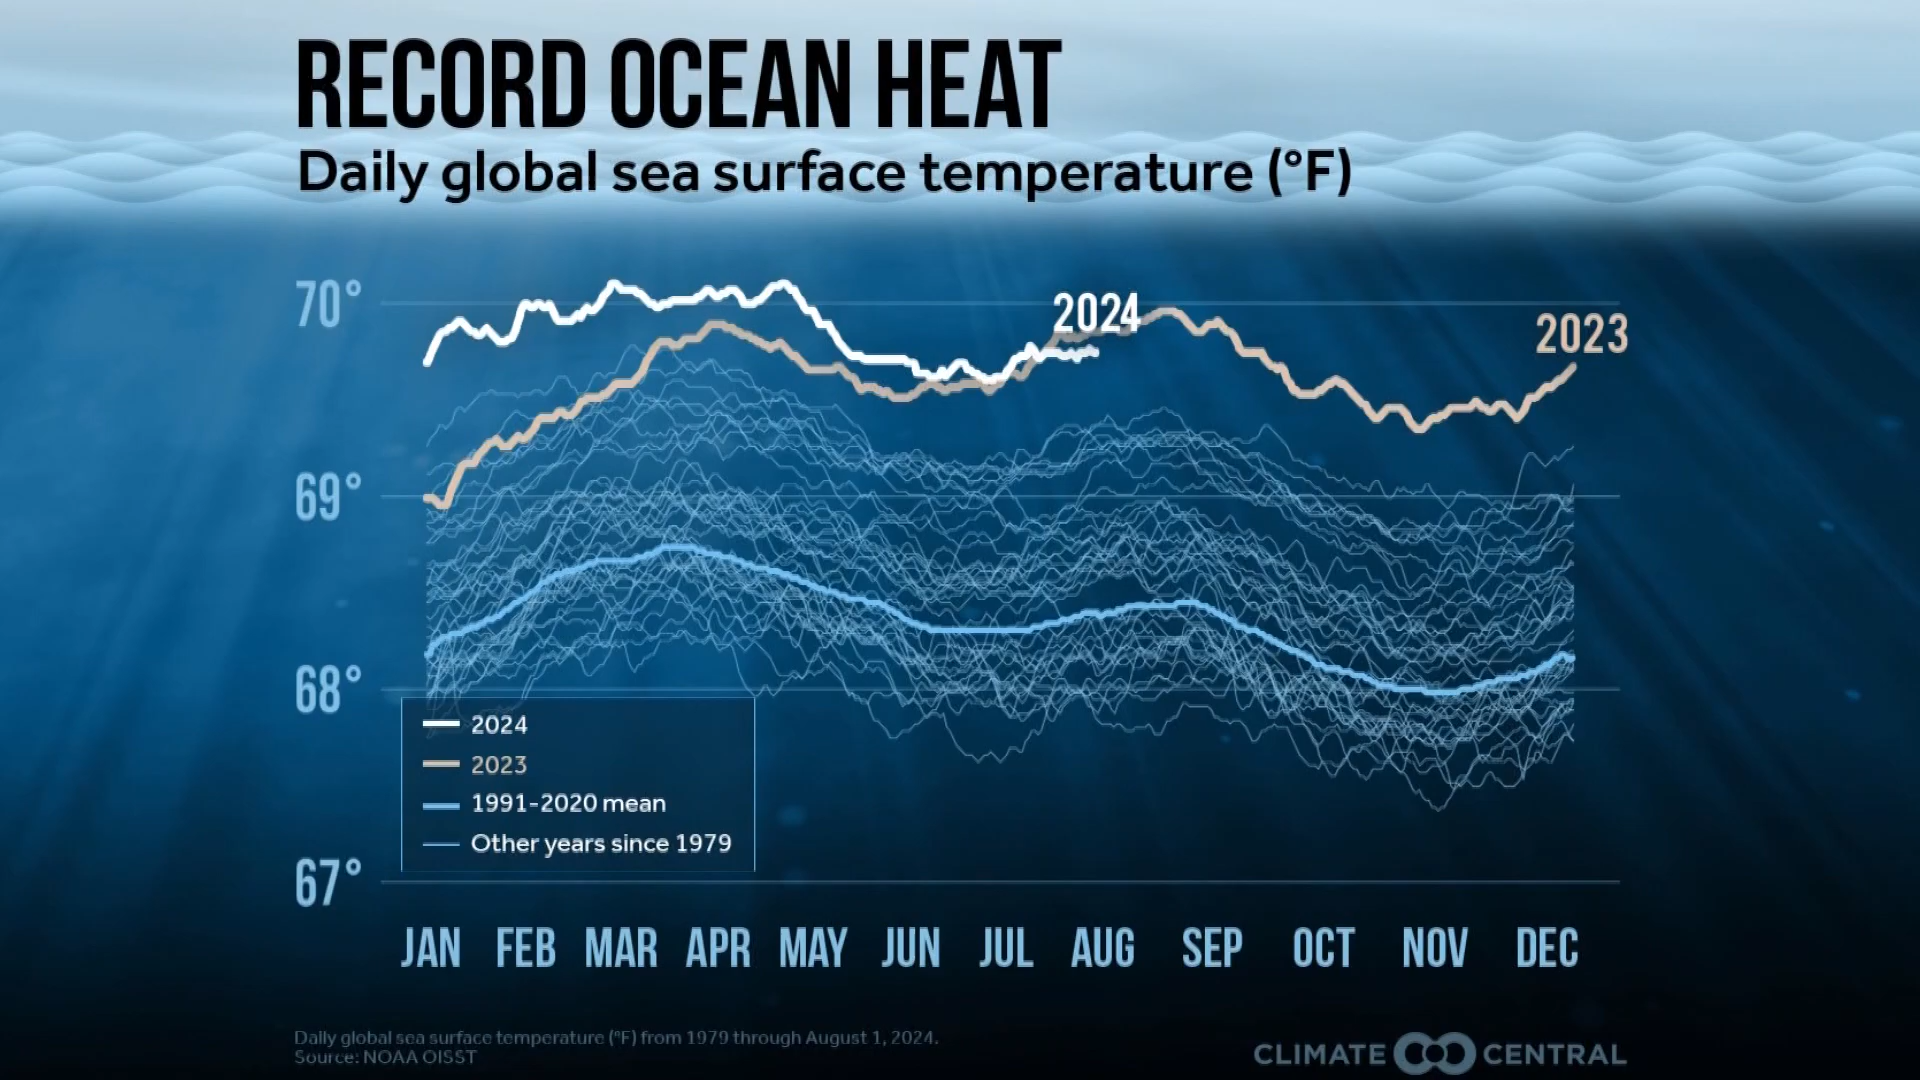 RECORD OCEAN HEAT
Daily global sea surface temperature (°F)
70°
2024
2023
69°
68°
2024
2023
1991-2020 mean
Other years since 1979
67°
JAN FEB MAR APR MAY JUN JUL AUG SEP OCT NOV DEC
Daily global sea surface temperature (°F) from 1979 through August 1, 2024.
Source: NOAA OISST
CLIMATE CENTRAL